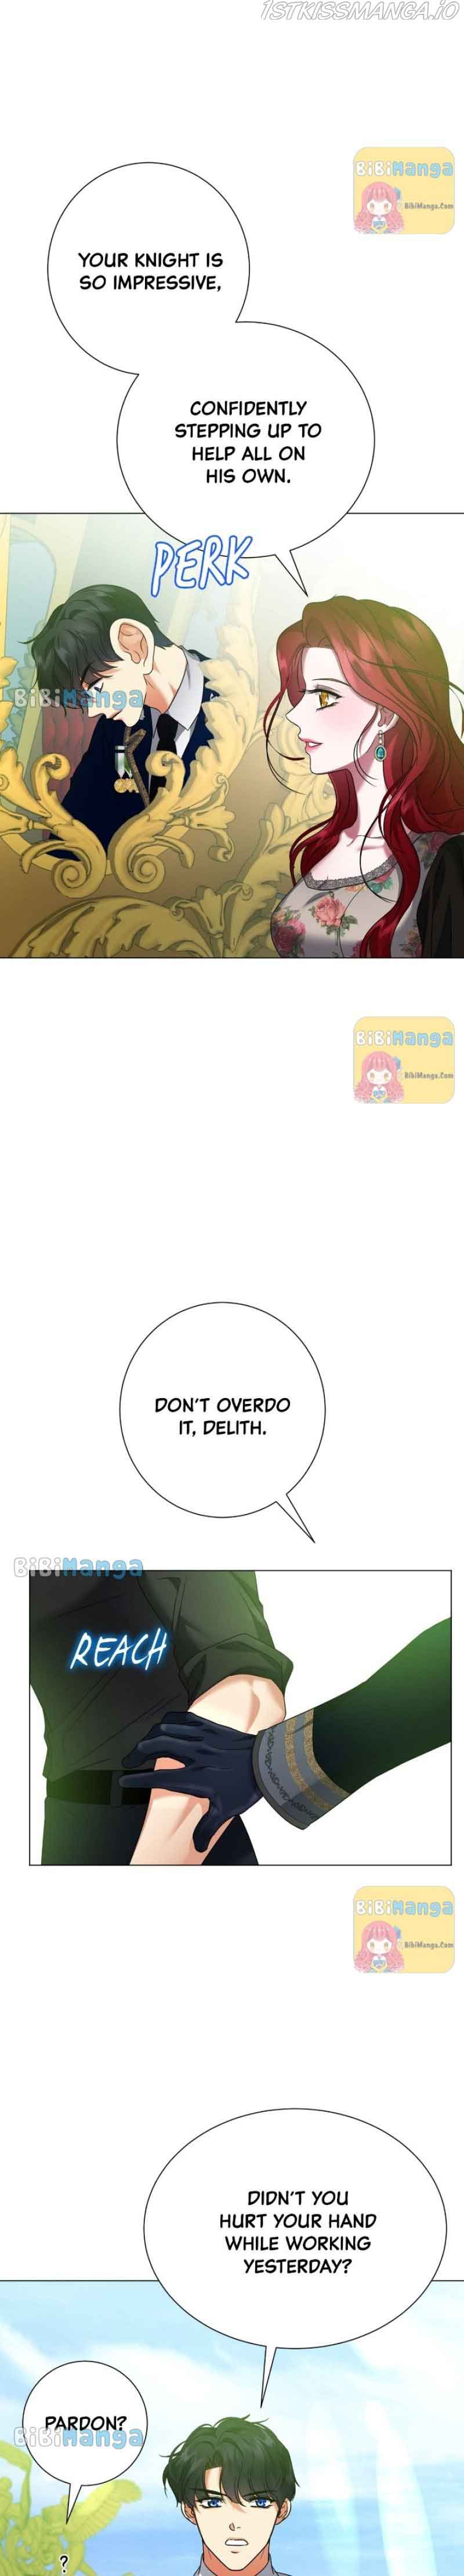 1STKISSMANGA.IO
BiBiManga
BibiManga.Com
YOUR KNIGHT IS
SO IMPRESSIVE,
CONFIDENTLY
STEPPING UP TO
HELP ALL ON
HIS OWN.
PERK
BiBiManga
BiBiManga
BibiManga.Com
DON'T OVERDO
IT, DELITH.
BiBiManga
REACH
BiBiManga
BibiManga.Com
DIDN'T YOU
HURT YOUR HAND
WHILE WORKING
YESTERDAY?
PARDON?
BiBiManga
?